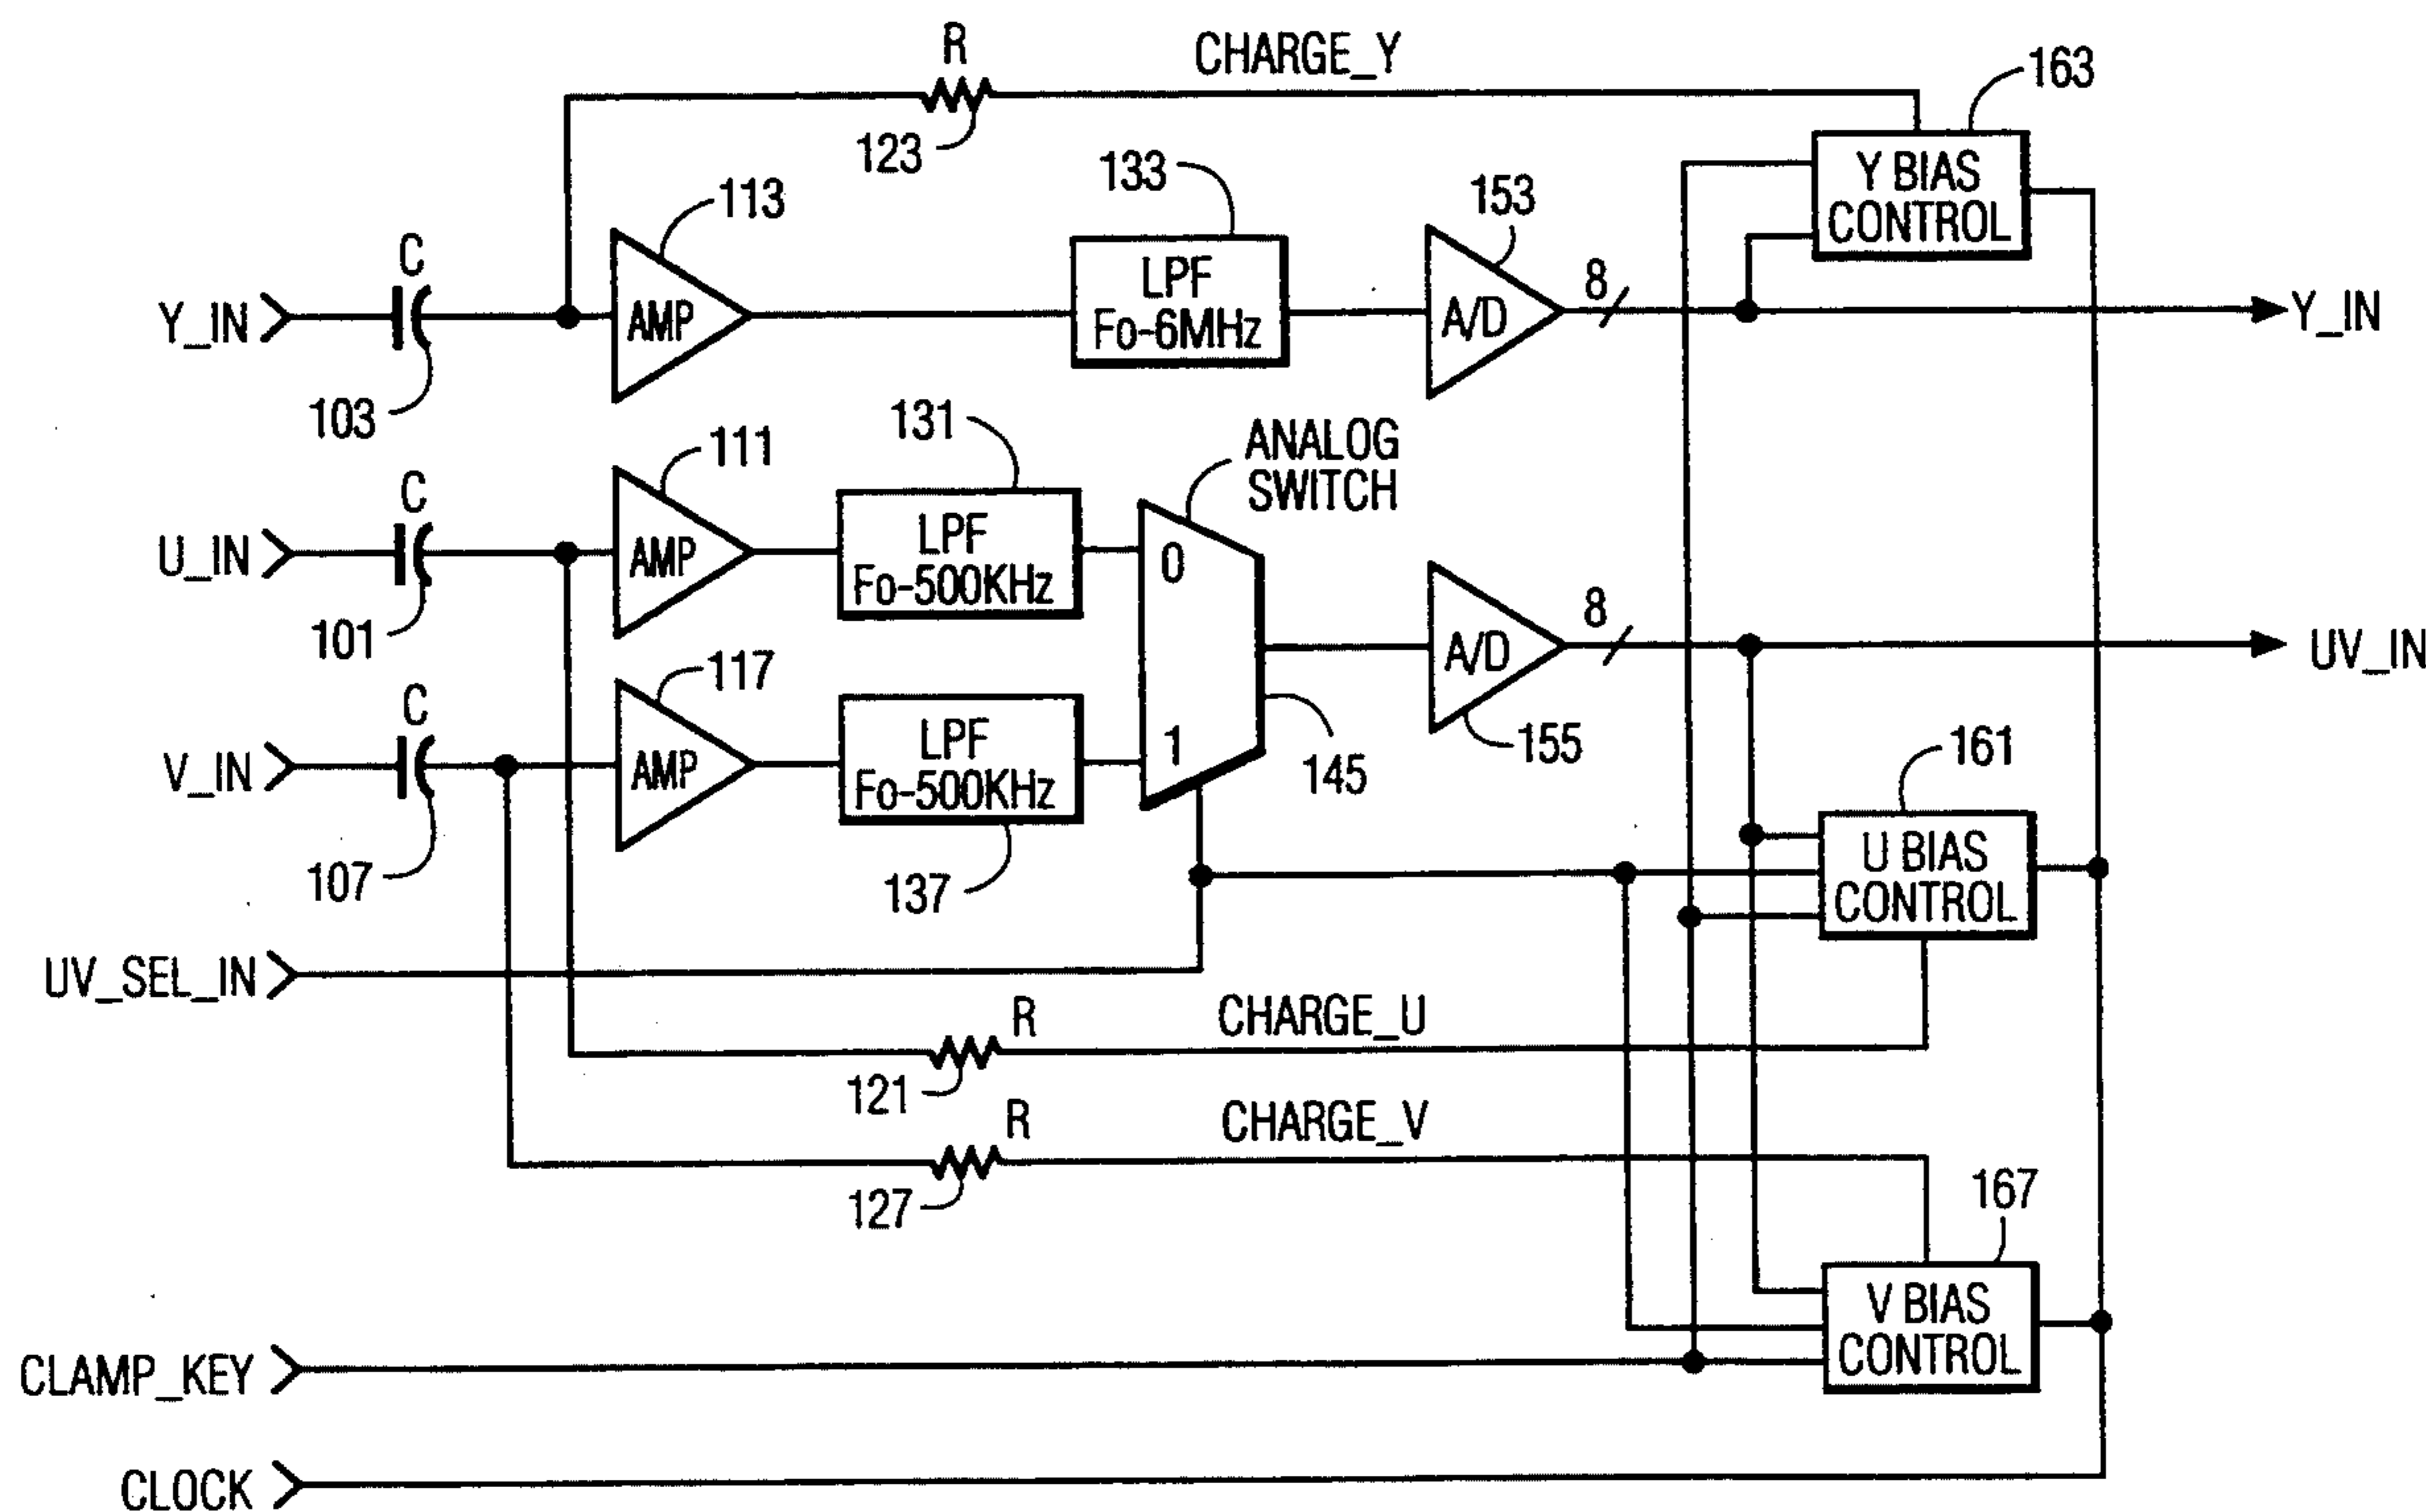 R
CHARGE_Y
163
123
Y BIAS
CONTROL
133
153
113
C
Y_IN
AMP
LPF
Fo-6MHz
A/D
8
Y_IN
103
131
ANALOG
SWITCH
111
C
U_IN
AMP
LPF
Fo-500KHz
0
A/D
8
UV_IN
101
117
C
V_IN
AMP
LPF
Fo-500KHz
1
145
155
161
107
137
U BIAS
CONTROL
UV_SEL_IN
R
CHARGE_U
121
R
CHARGE_V
127
167
V BIAS
CONTROL
CLAMP_KEY
CLOCK